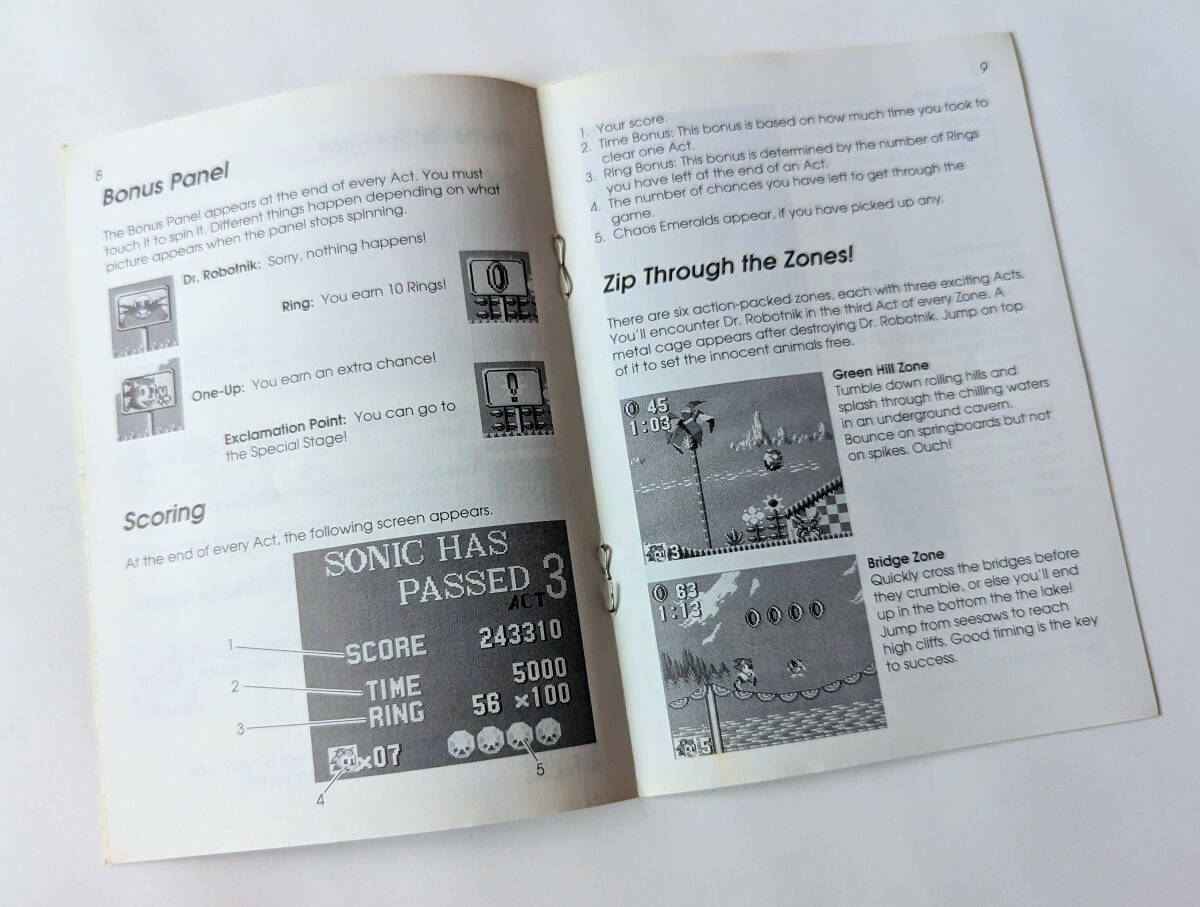 8
Bonus Panel
The Bonus Panel appears at the end of every Act. You must
touch it to spin it. Different things happen depending on what
picture appears when the panel stops spinning.
Dr. Robotnik: Sorry, nothing happens!
Ring: You earn 10 Rings!
One-Up: You earn an extra chance!
Exclamation Point: You can go to
the Special Stage!
Scoring
At the end of every Act, the following screen appears.
SONIC HAS
PASSED
ACT 3
1
SCORE 243310
2
TIME 5000
3
RING 56 ×100
×07
4
5
9
1. Your score.
2. Time Bonus: This bonus is based on how much time you took to
clear one Act.
3. Ring Bonus: This bonus is determined by the number of Rings
you have left at the end of an Act.
4. The number of chances you have left to get through the
game.
5. Chaos Emeralds appear, if you have picked up any.
Zip Through the Zones!
There are six action-packed zones, each with three exciting Acts.
You'll encounter Dr. Robotnik in the third Act of every Zone. A
metal cage appears after destroying Dr. Robotnik. Jump on top
of it to set the innocent animals free.
45
1:03
3
Green Hill Zone
Tumble down rolling hills and
splash through the chilling waters
in an underground cavern.
Bounce on springboards but not
on spikes. Ouch!
63
1:13
5
Bridge Zone
Quickly cross the bridges before
they crumble, or else you'll end
up in the bottom the the lake!
Jump from seesaws to reach
high cliffs. Good timing is the key
to success.